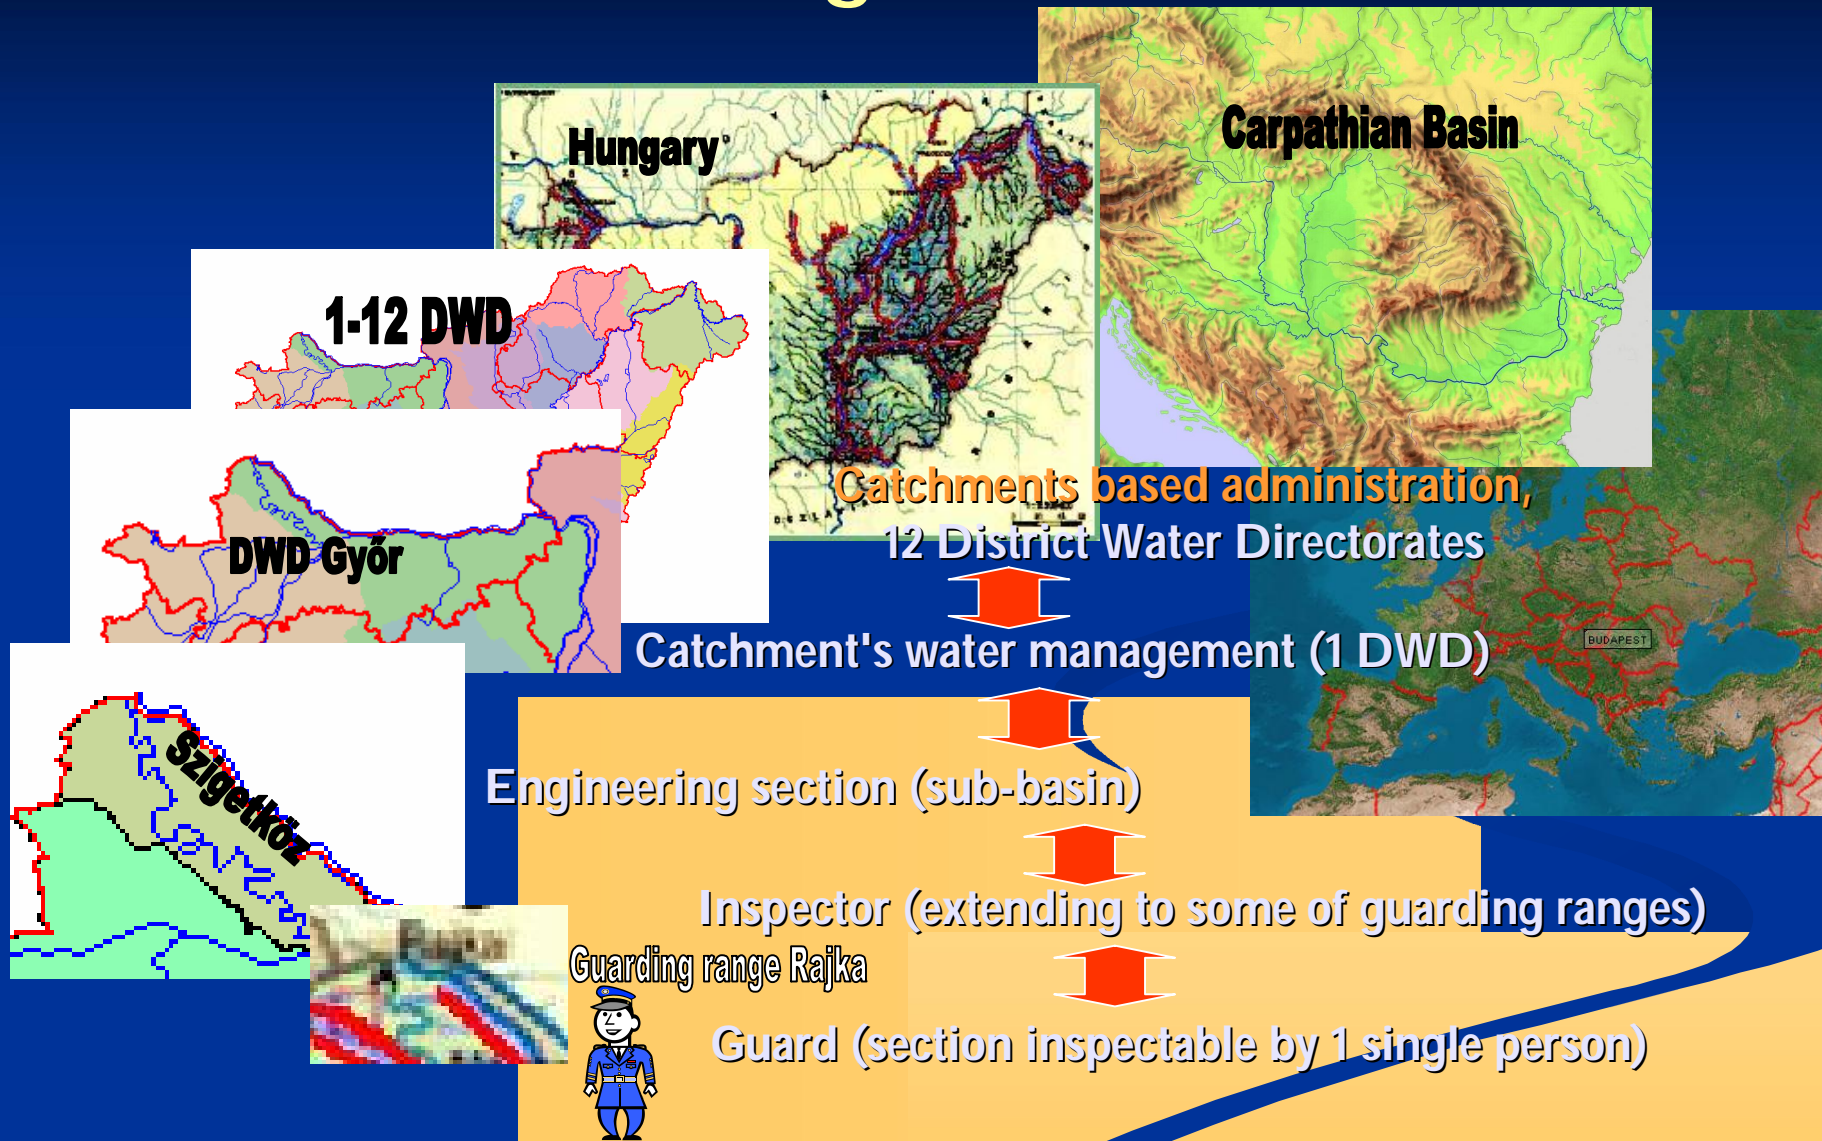 Carpathian Basin
Hungary
1-12 DWD
DWD Győr
Szigetköz
Catchments based administration,
12 District Water Directorates
Catchment's water management (1 DWD)
BUDAPEST
Engineering section (sub-basin)
Inspector (extending to some of guarding ranges)
Guarding range Rajka
Guard (section inspectable by 1 single person)